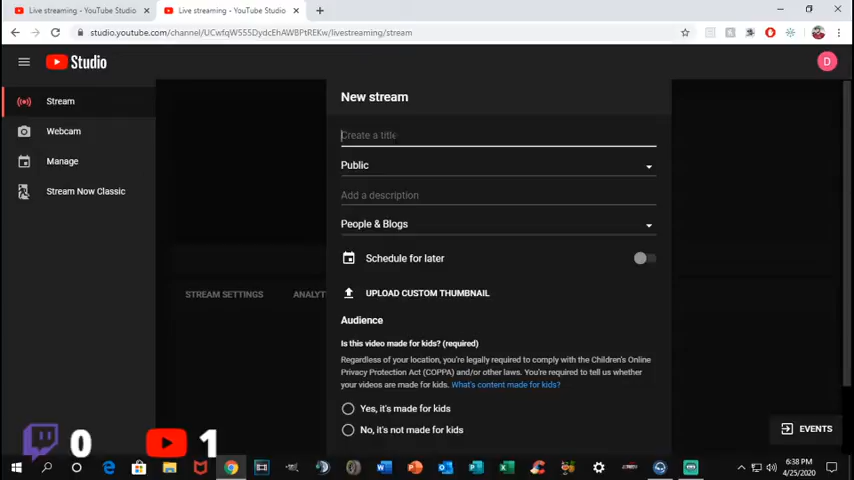 Live streaming - YouTube Studio
Live streaming - YouTube Studio
studio.youtube.com/channel/UCwfqW555DydcEhAWBPtREKw/livestreaming/stream
Studio
D
Stream
Webcam
Manage
Stream Now Classic
New stream
Create a title
Public
Add a description
People & Blogs
Schedule for later
UPLOAD CUSTOM THUMBNAIL
STREAM SETTINGS
ANALYT
Audience
Is this video made for kids? (required)
Regardless of your location, you're legally required to comply with the Children's Online
Privacy Protection Act (COPPA) and/or other laws. You're required to tell us whether
your videos are made for kids. What's content made for kids?
Yes, it's made for kids
No, it's not made for kids
EVENTS
0
1
6:38 PM
4/25/2020